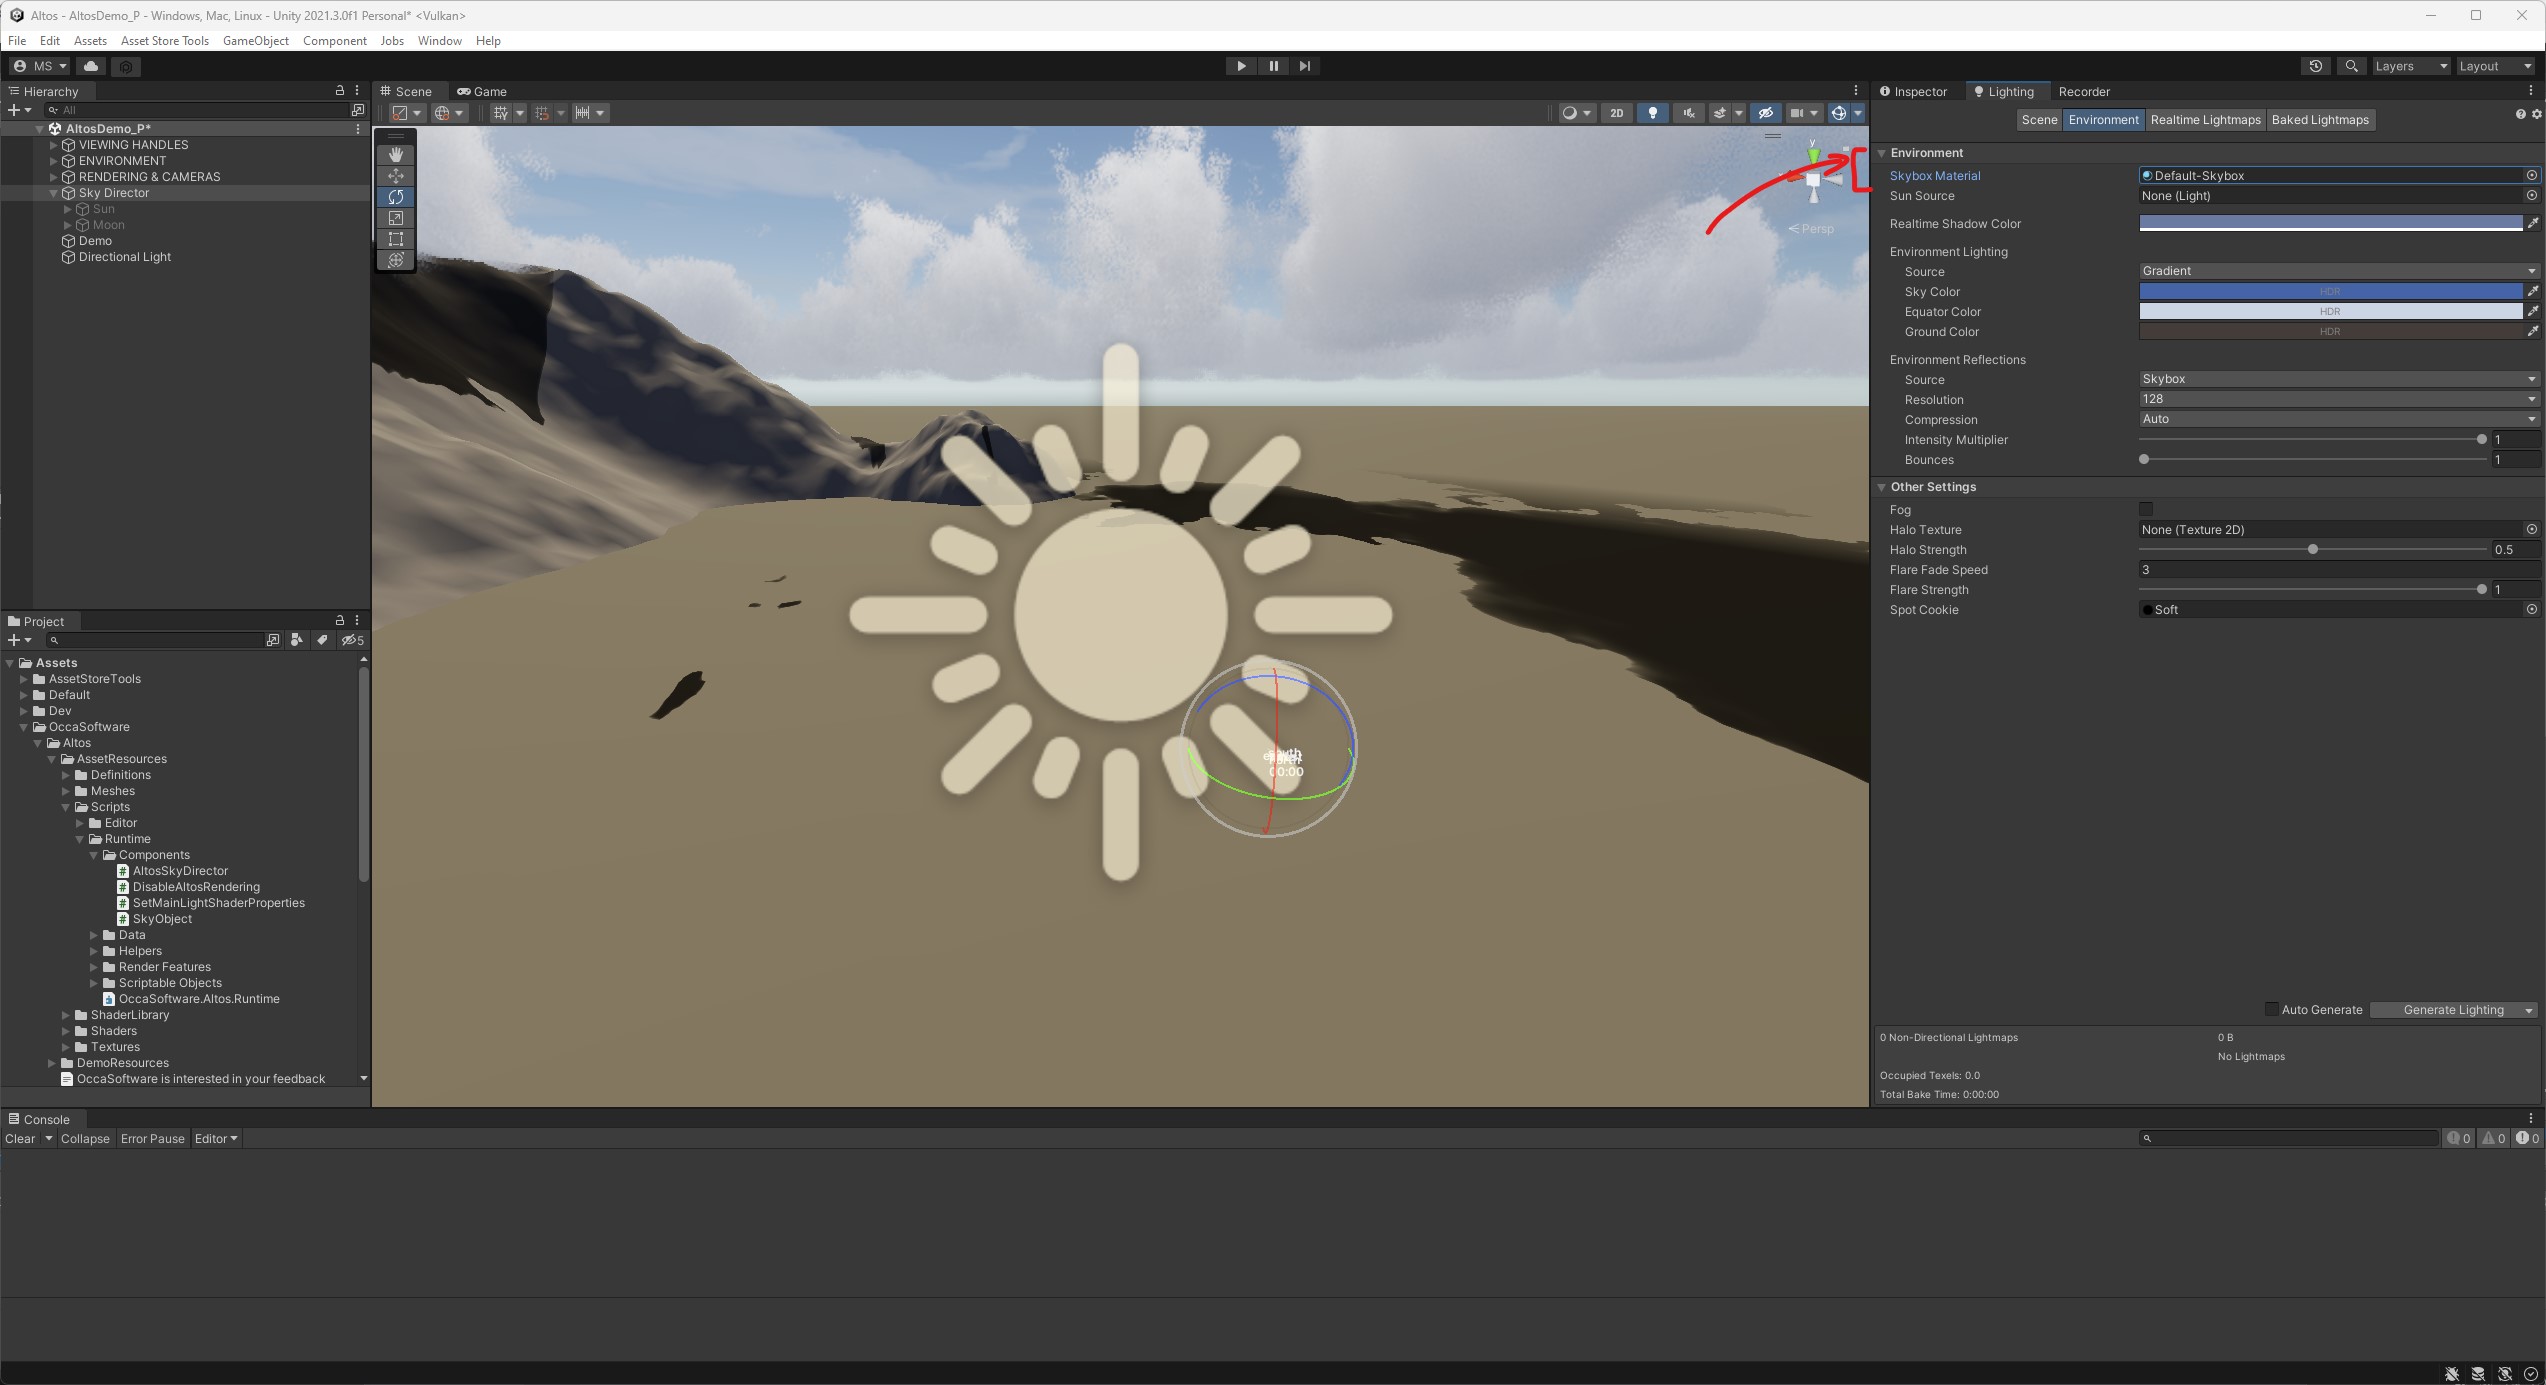 Altos - AltosDemo_P - Windows, Mac, Linux - Unity 2021.3.0f1 Personal* <Vulkan>
File Edit Assets Asset Store Tools GameObject Component Jobs Window Help
MS
Layers
Layout
Hierarchy
All
AltosDemo_P*
VIEWING HANDLES
ENVIRONMENT
RENDERING & CAMERAS
Sky Director
Sun
Moon
Demo
Directional Light
Project
5
Assets
AssetStoreTools
Default
Dev
OccaSoftware
Altos
AssetResources
Definitions
Meshes
Scripts
Editor
Runtime
Components
AltosSkyDirector
DisableAltosRendering
SetMainLightShaderProperties
SkyObject
Data
Helpers
Render Features
Scriptable Objects
OccaSoftware.Altos.Runtime
ShaderLibrary
Shaders
Textures
DemoResources
OccaSoftware is interested in your feedback
Scene
Game
2D
y
Persp
south
00:00
Inspector
Lighting
Recorder
Scene Environment Realtime Lightmaps Baked Lightmaps
Environment
Skybox Material Default-Skybox
Sun Source None (Light)
Realtime Shadow Color
Environment Lighting
Source Gradient
Sky Color HDR
Equator Color HDR
Ground Color HDR
Environment Reflections
Source Skybox
Resolution 128
Compression Auto
Intensity Multiplier 1
Bounces 1
Other Settings
Fog
Halo Texture None (Texture 2D)
Halo Strength 0.5
Flare Fade Speed 3
Flare Strength 1
Spot Cookie Soft
Auto Generate Generate Lighting
0 Non-Directional Lightmaps 0 B
No Lightmaps
Occupied Texels: 0.0
Total Bake Time: 0:00:00
Console
Clear Collapse Error Pause Editor
0 0 0